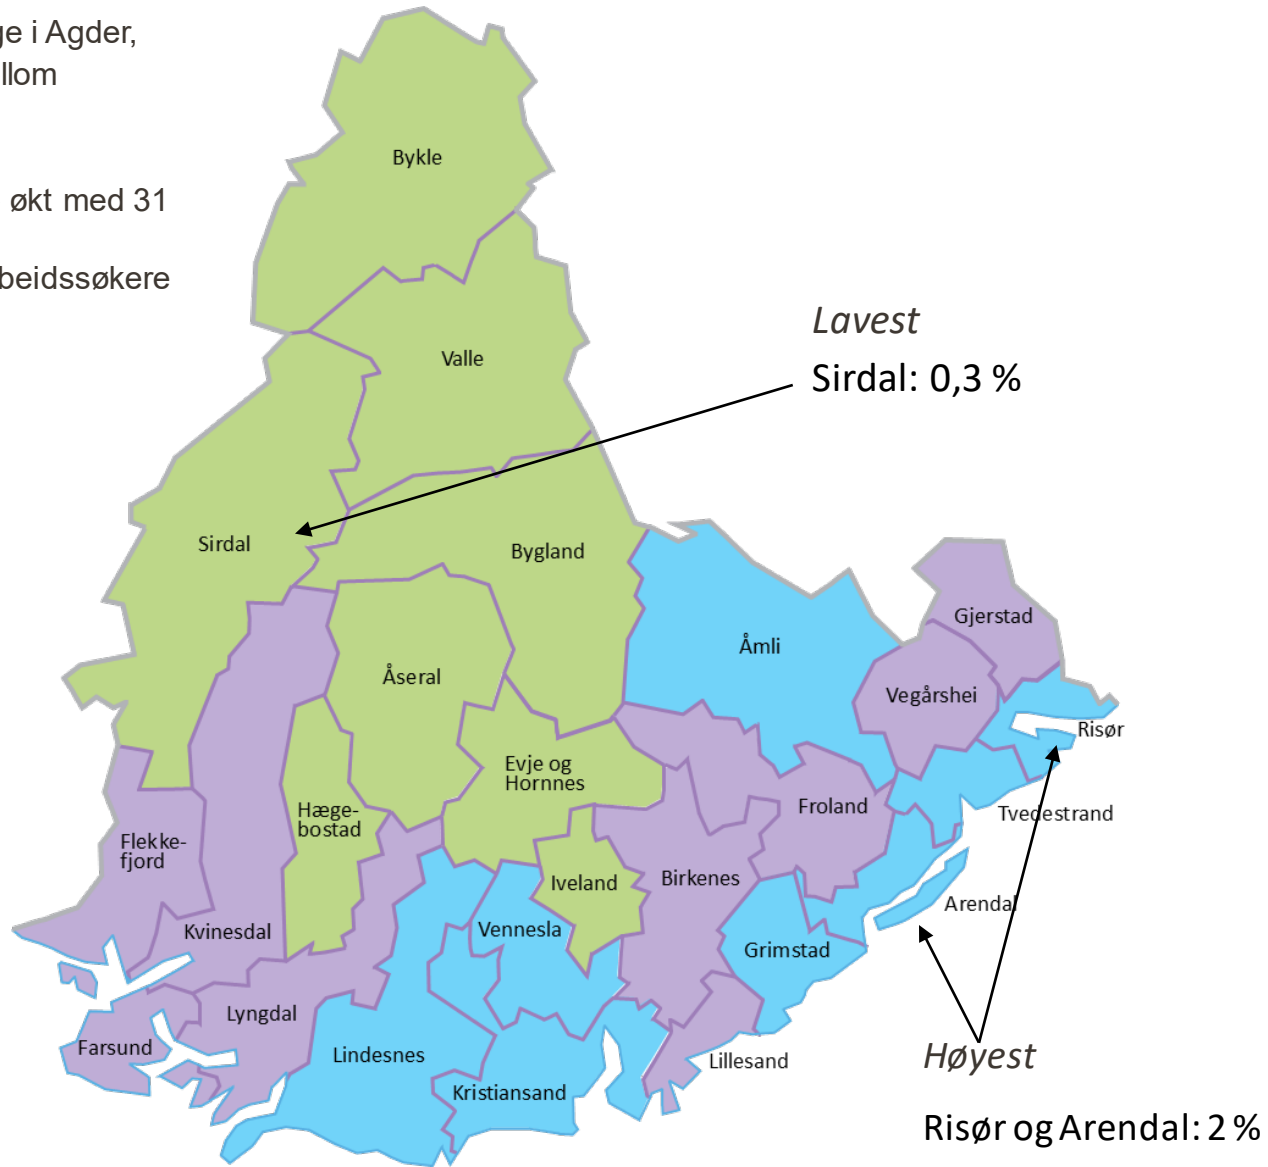 ge i Agder,
llom
økt med 31
beidssøkere
Bykle
Lavest
Sirdal: 0,3 %
Valle
Sirdal
Bygland
Gjerstad
Åmli
Åseral
Vegårshei
Risør
Evje og
Hornnes
Hæge-
bostad
Froland
Tvedestrand
Flekke-
fjord
Iveland
Birkenes
Arendal
Kvinesdal
Vennesla
Grimstad
Lyngdal
Farsund
Lindesnes
Lillesand
Kristiansand
Høyest
Risør og Arendal: 2 %